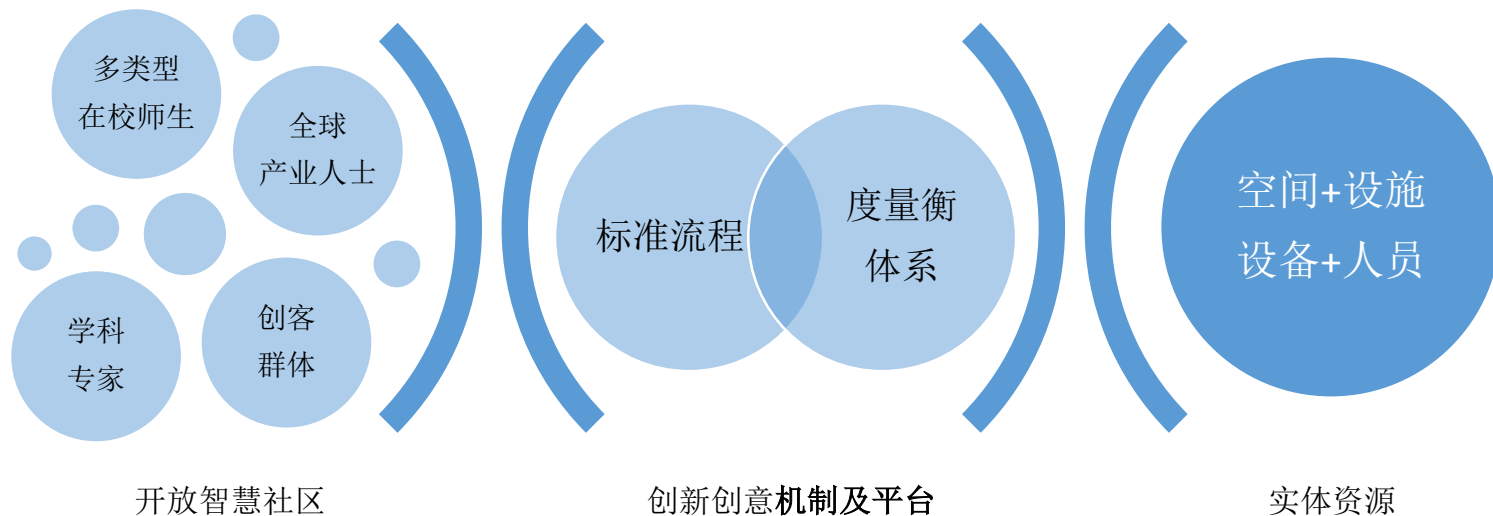 多类型
在校师生
全球
产业人士
学科
专家
创客
群体
标准流程
度量衡
体系
空间+设施
设备+人员
开放智慧社区
创新创意机制及平台
实体资源